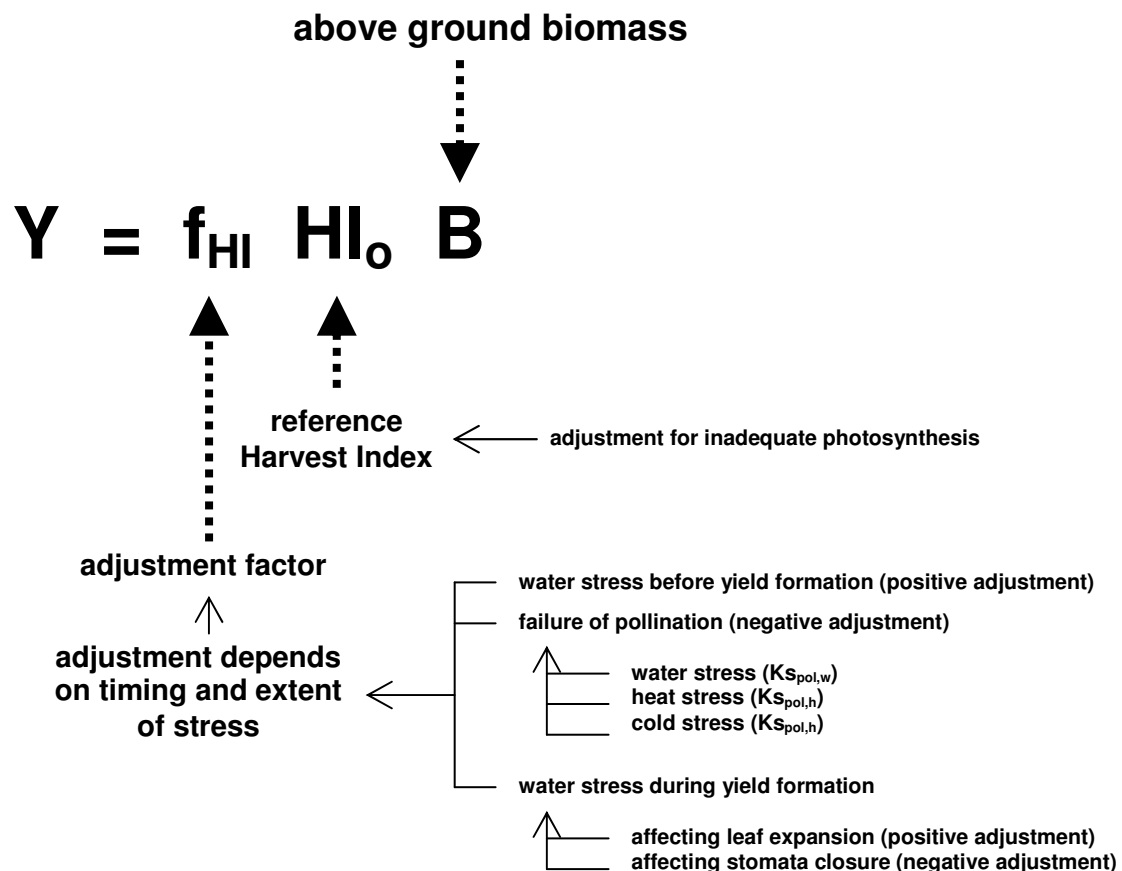 above ground biomass
Y = fHI HIo B
reference
Harvest Index
adjustment for inadequate photosynthesis
adjustment factor
adjustment depends
on timing and extent
of stress
water stress before yield formation (positive adjustment)
failure of pollination (negative adjustment)
water stress (Kspol,w)
heat stress (Kspol,h)
cold stress (Kspol,h)
water stress during yield formation
affecting leaf expansion (positive adjustment)
affecting stomata closure (negative adjustment)